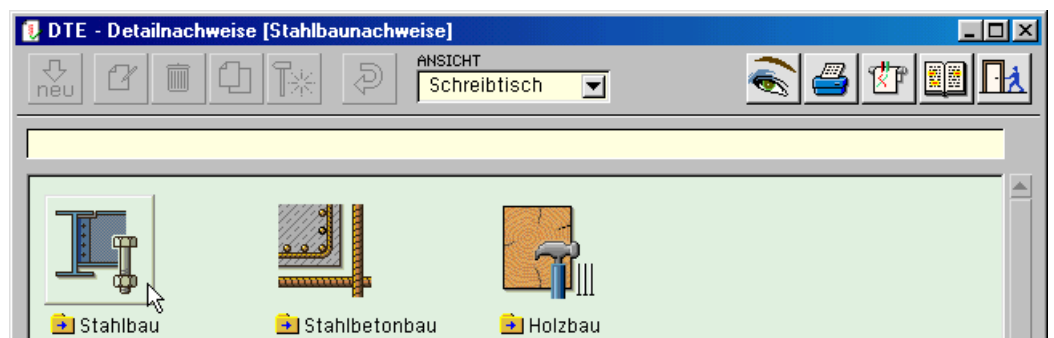 DTE - Detailnachweise [Stahlbaunachweise]
neu
ANSICHT
Schreibtisch
Stahlbau
Stahlbetonbau
Holzbau